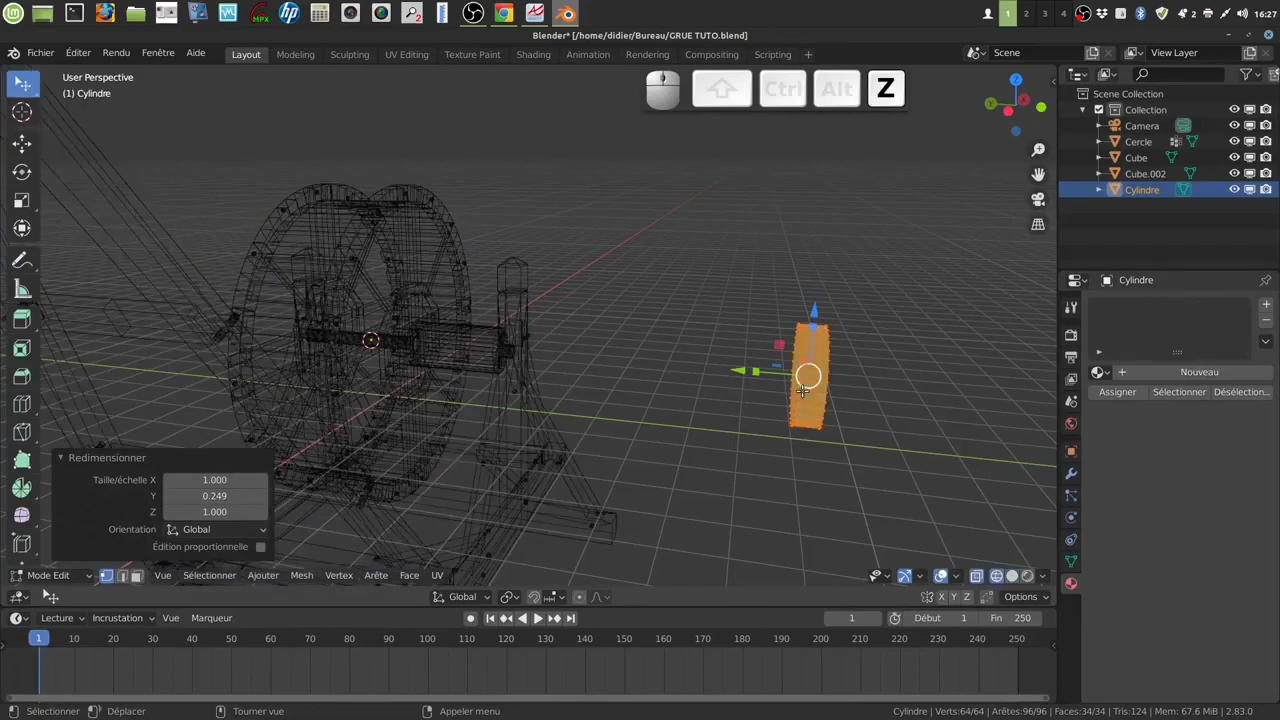 MPX
1
2
3
4
16:27
Blender* [/home/didier/Bureau/GRUE TUTO.blend]
Fichier Éditer Rendu Fenêtre Aide
Layout Modeling Sculpting UV Editing Texture Paint Shading Animation Rendering Compositing Scripting +
Scene
View Layer
User Perspective
(1) Cylindre
Ctrl Alt Z
Z
Y
X
Scene Collection
Collection
Camera
Cercle
Cube
Cube.002
Cylindre
Cylindre
Nouveau
Assigner Sélectionner Désélection...
Redimensionner
Taille/échelle X 1.000
Y 0.249
Z 1.000
Orientation Global
Édition proportionnelle
Mode Edit Vue Sélectionner Ajouter Mesh Vertex Arête Face UV
Global
X Y Z Options
Lecture Incrustation Vue Marqueur
1 Début 1 Fin 250
1 10 20 30 40 50 60 70 80 90 100 110 120 130 140 150 160 170 180 190 200 210 220 230 240 250
Sélectionner Déplacer Tourner vue Appeler menu
Cylindre | Verts:64/64 | Arêtes:96/96 | Faces:34/34 | Tris:124 | Mem: 67.6 MiB | 2.83.0